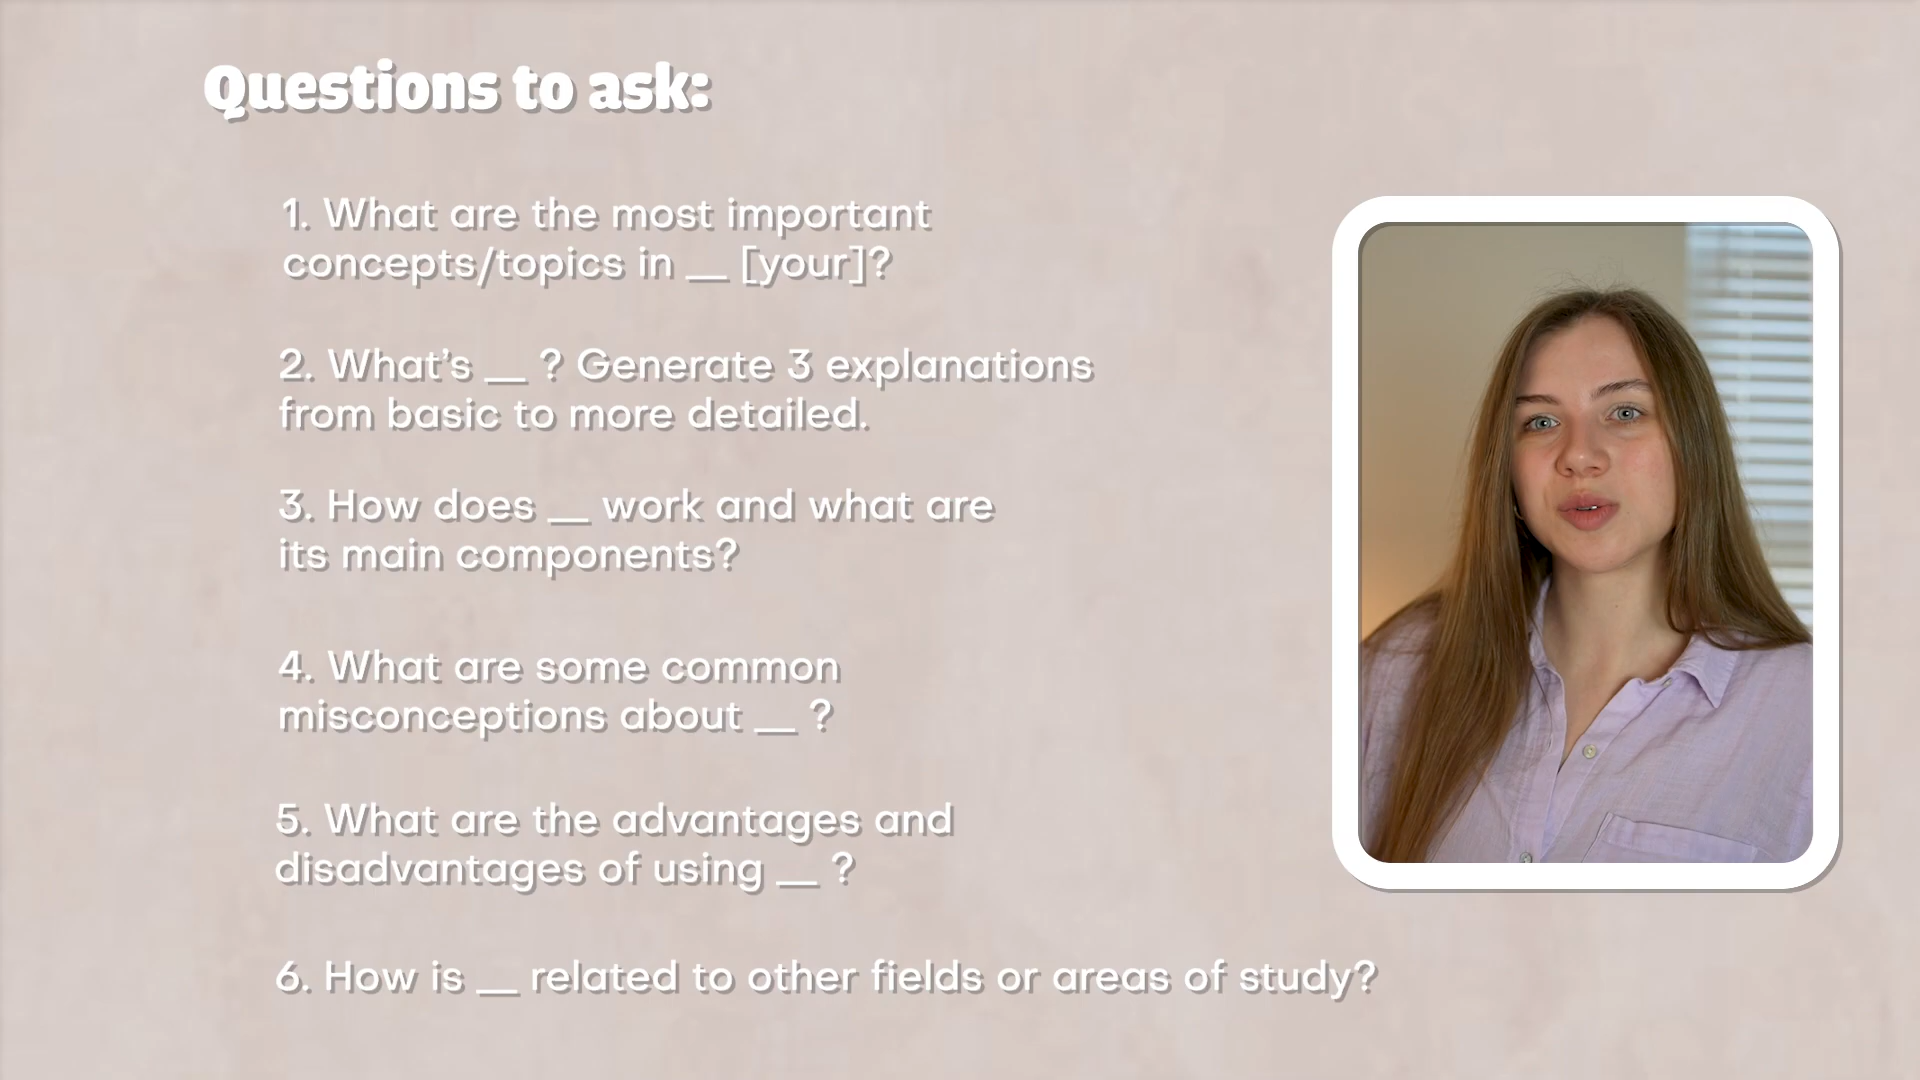 Questions to ask:
1. What are the most important
concepts/topics in __ [your]?
2. What’s __ ? Generate 3 explanations
from basic to more detailed.
3. How does __ work and what are
its main components?
4. What are some common
misconceptions about __ ?
5. What are the advantages and
disadvantages of using __ ?
6. How is __ related to other fields or areas of study?